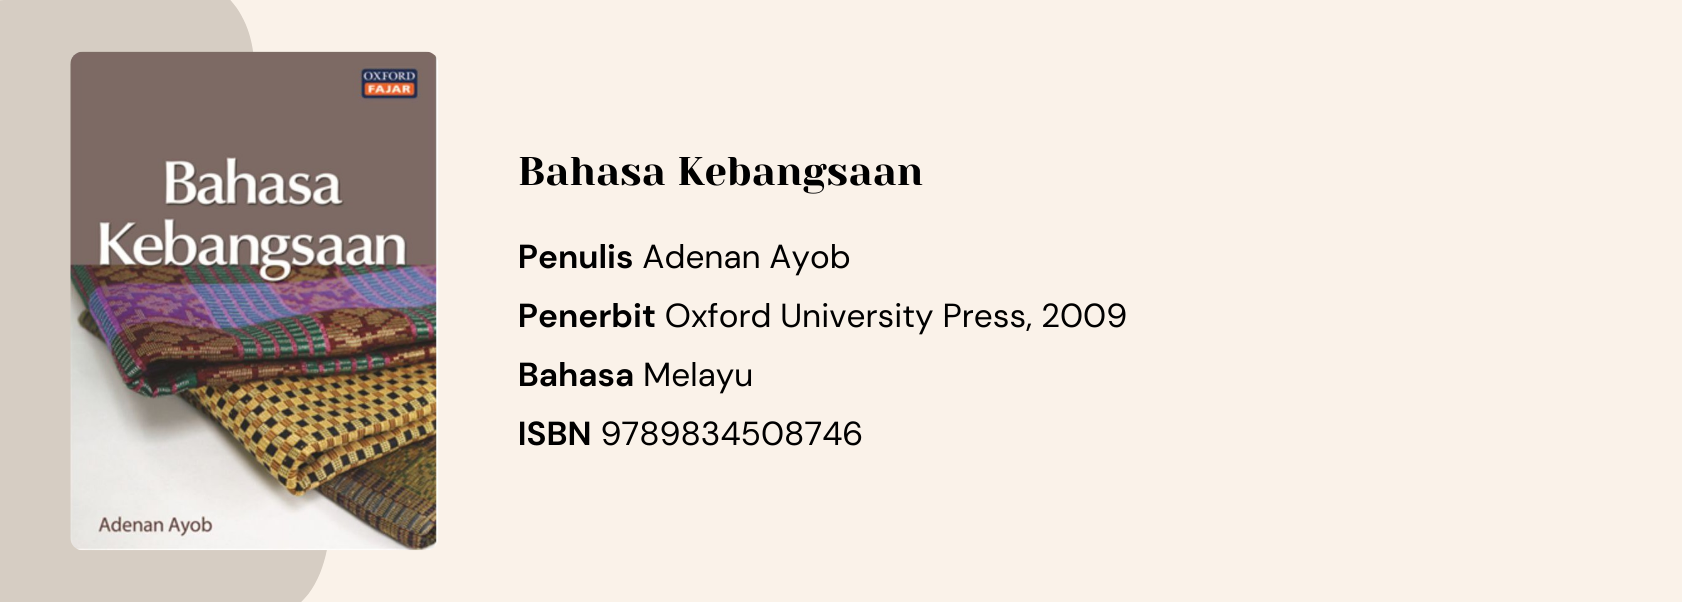 OXFORD
FAJAR
Bahasa
Kebangsaan
Adenan Ayob
Bahasa Kebangsaan
Penulis Adenan Ayob
Penerbit Oxford University Press, 2009
Bahasa Melayu
ISBN 9789834508746